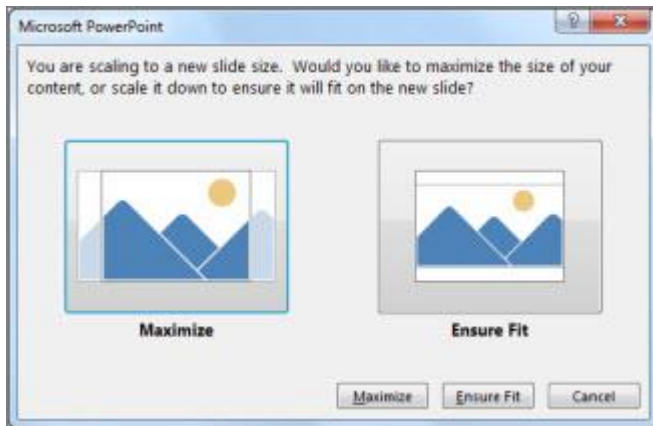 Microsoft PowerPoint
?
You are scaling to a new slide size. Would you like to maximize the size of your
content, or scale it down to ensure it will fit on the new slide?
Maximize
Ensure Fit
Maximize
Ensure Fit
Cancel